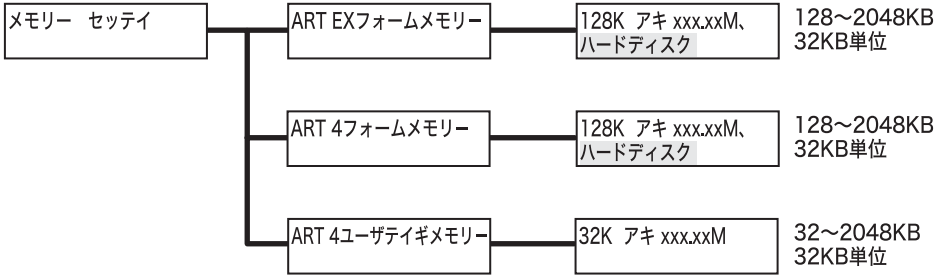 メモリー　セッテイ
ART EXフォームメモリー
128K アキ xxx.xxM、
ハードディスク
128～2048KB
32KB単位
ART 4フォームメモリー
128K アキ xxx.xxM、
ハードディスク
128～2048KB
32KB単位
ART 4ユーザテイギメモリー
32K アキ xxx.xxM
32～2048KB
32KB単位